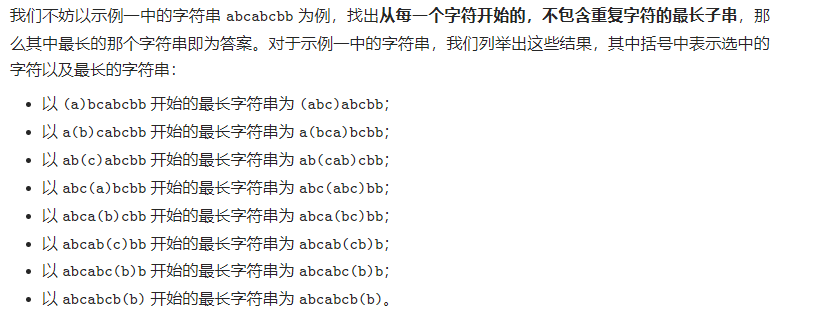 我们不妨以示例一中的字符串 abcabcbb 为例，找出从每一个字符开始的，不包含重复字符的最长子串，那
么其中最长的那个字符串即为答案。对于示例一中的字符串，我们列举出这些结果，其中括号中表示选中的
字符以及最长的字符串：
• 以 (a)bcabcbb 开始的最长字符串为 (abc)abcbb；
• 以 a(b)cabcbb 开始的最长字符串为 a(bca)bcbb；
• 以 ab(c)abcbb 开始的最长字符串为 ab(cab)cbb；
• 以 abc(a)bcbb 开始的最长字符串为 abc(abc)bb；
• 以 abca(b)cbb 开始的最长字符串为 abca(bc)bb；
• 以 abcab(c)bb 开始的最长字符串为 abcab(cb)b；
• 以 abcabc(b)b 开始的最长字符串为 abcabc(b)b；
• 以 abcabcb(b) 开始的最长字符串为 abcabcb(b)。